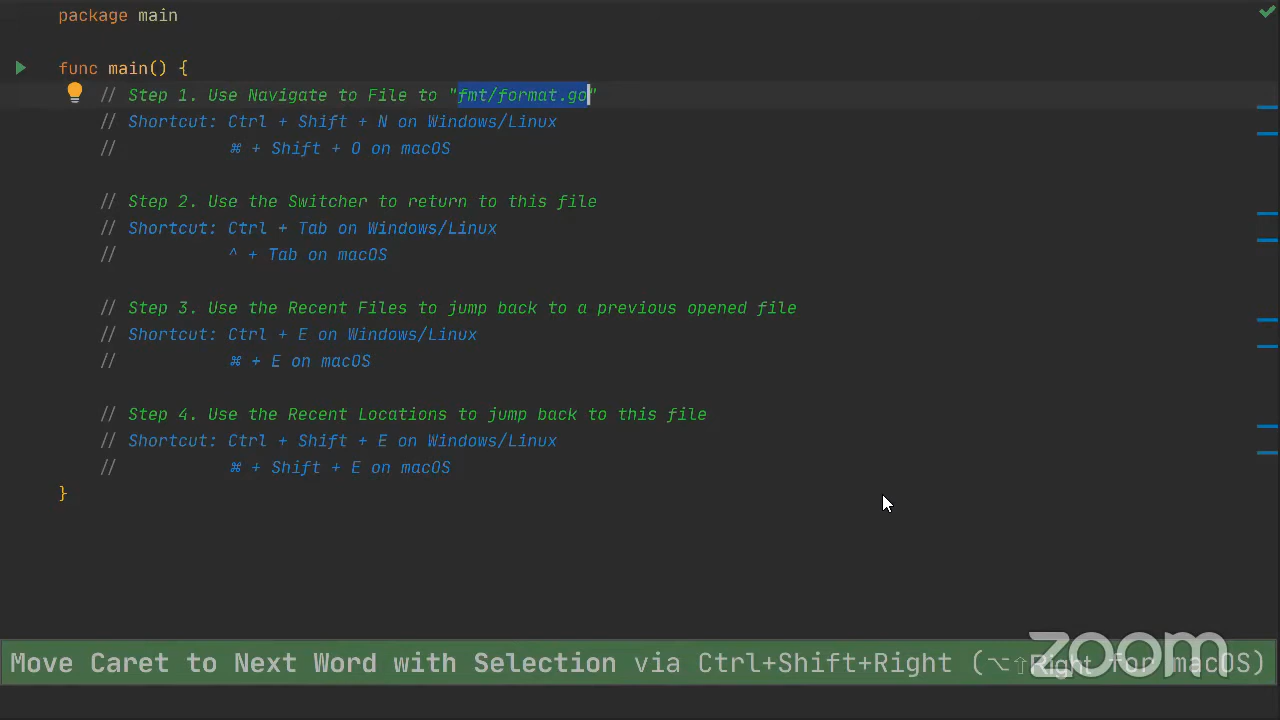 package main
func main() {
// Step 1. Use Navigate to File to "fmt/format.go"
// Shortcut: Ctrl + Shift + N on Windows/Linux
// ⌘ + Shift + O on macOS
// Step 2. Use the Switcher to return to this file
// Shortcut: Ctrl + Tab on Windows/Linux
// ^ + Tab on macOS
// Step 3. Use the Recent Files to jump back to a previous opened file
// Shortcut: Ctrl + E on Windows/Linux
// ⌘ + E on macOS
// Step 4. Use the Recent Locations to jump back to this file
// Shortcut: Ctrl + Shift + E on Windows/Linux
// ⌘ + Shift + E on macOS
}
Move Caret to Next Word with Selection via Ctrl+Shift+Right (⌥⇧Right for macOS)
zoom